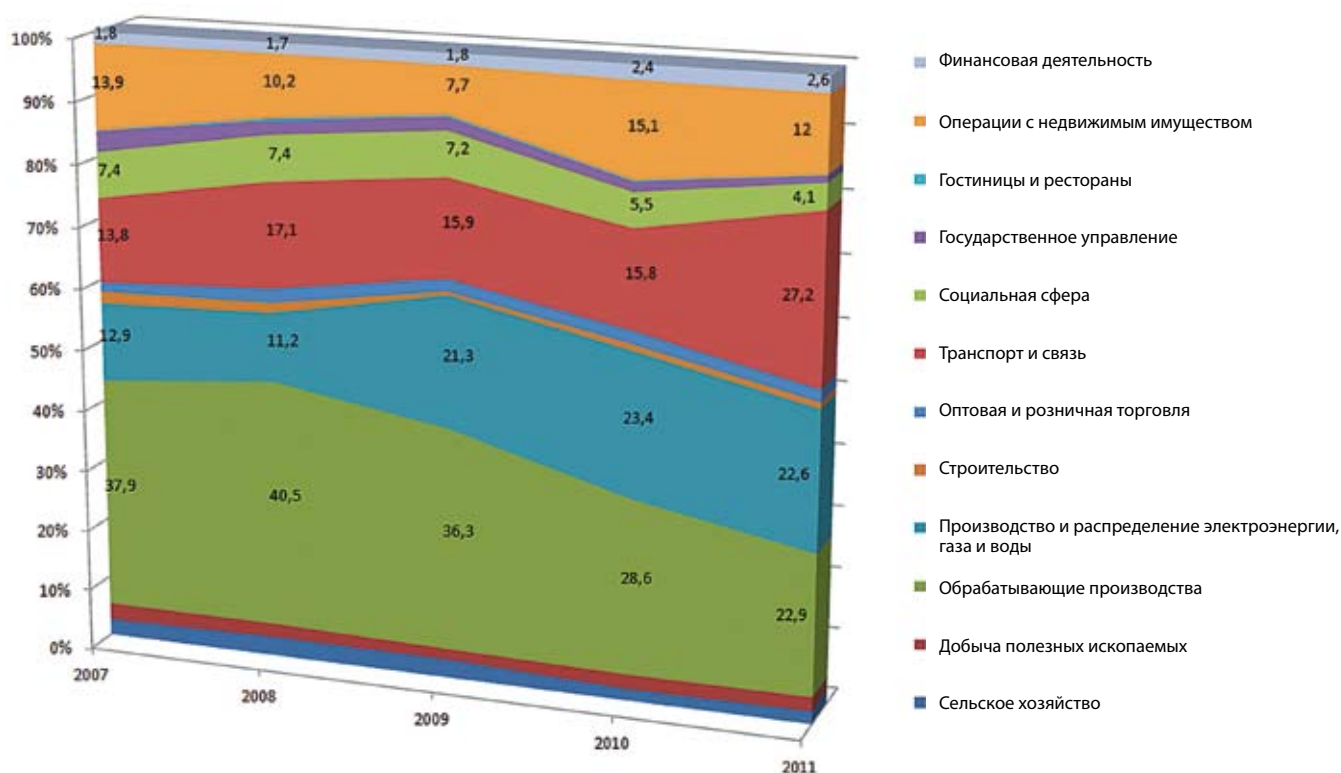 100%
90%
80%
70%
60%
50%
40%
30%
20%
10%
0%
1,8 1,7 1,8 2,4 2,6
13,9 10,2 7,7 15,1 12
7,4 7,4 7,2 5,5 4,1
13,8 17,1 15,9 15,8 27,2
12,9 11,2 21,3 23,4 22,6
37,9 40,5 36,3 28,6 22,9
2007 2008 2009 2010 2011
Финансовая деятельность
Операции с недвижимым имуществом
Гостиницы и рестораны
Государственное управление
Социальная сфера
Транспорт и связь
Оптовая и розничная торговля
Строительство
Производство и распределение электроэнергии,
газа и воды
Обрабатывающие производства
Добыча полезных ископаемых
Сельское хозяйство